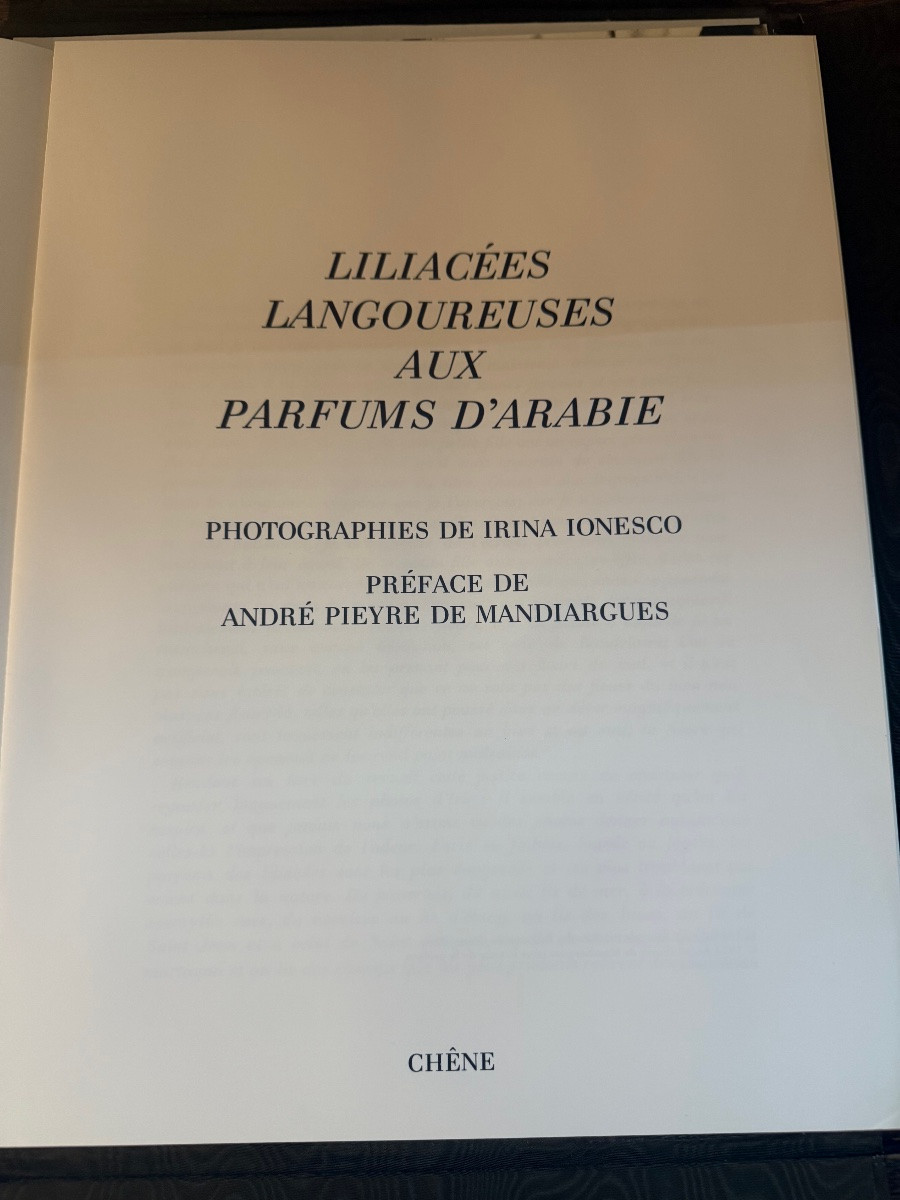 LILIACÉES
LANGOUREUSES
AUX
PARFUMS D'ARABIE
PHOTOGRAPHIES DE IRINA IONESCO
PRÉFACE DE
ANDRÉ PIEYRE DE MANDIARGUES
CHÊNE